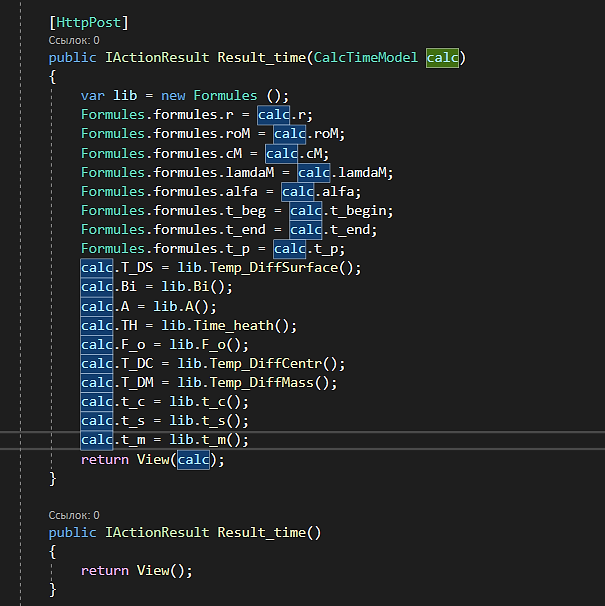 [HttpPost]
Ссылок: 0
public IActionResult Result_time(CalcTimeModel calc)
{
var lib = new Formules ();
Formules.formules.r = calc.r;
Formules.formules.roM = calc.roM;
Formules.formules.cM = calc.cM;
Formules.formules.lamdaM = calc.lamdaM;
Formules.formules.alfa = calc.alfa;
Formules.formules.t_beg = calc.t_begin;
Formules.formules.t_end = calc.t_end;
Formules.formules.t_p = calc.t_p;
calc.T_DS = lib.Temp_DiffSurface();
calc.Bi = lib.Bi();
calc.A = lib.A();
calc.TH = lib.Time_heath();
calc.F_o = lib.F_o();
calc.T_DC = lib.Temp_DiffCentr();
calc.T_DM = lib.Temp_DiffMass();
calc.t_c = lib.t_c();
calc.t_s = lib.t_s();
calc.t_m = lib.t_m();
return View(calc);
}
Ссылок: 0
public IActionResult Result_time()
{
return View();
}